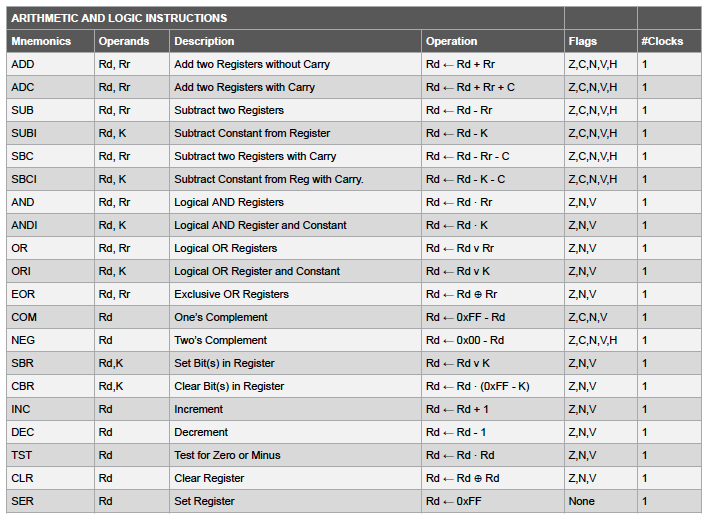 ARITHMETIC AND LOGIC INSTRUCTIONS
Mnemonics Operands Description Operation Flags #Clocks
ADD Rd, Rr Add two Registers without Carry Rd ← Rd + Rr Z,C,N,V,H 1
ADC Rd, Rr Add two Registers with Carry Rd ← Rd + Rr + C Z,C,N,V,H 1
SUB Rd, Rr Subtract two Registers Rd ← Rd - Rr Z,C,N,V,H 1
SUBI Rd, K Subtract Constant from Register Rd ← Rd - K Z,C,N,V,H 1
SBC Rd, Rr Subtract two Registers with Carry Rd ← Rd - Rr - C Z,C,N,V,H 1
SBCI Rd, K Subtract Constant from Reg with Carry. Rd ← Rd - K - C Z,C,N,V,H 1
AND Rd, Rr Logical AND Registers Rd ← Rd · Rr Z,N,V 1
ANDI Rd, K Logical AND Register and Constant Rd ← Rd · K Z,N,V 1
OR Rd, Rr Logical OR Registers Rd ← Rd v Rr Z,N,V 1
ORI Rd, K Logical OR Register and Constant Rd ← Rd v K Z,N,V 1
EOR Rd, Rr Exclusive OR Registers Rd ← Rd ⊕ Rr Z,N,V 1
COM Rd One's Complement Rd ← 0xFF - Rd Z,C,N,V 1
NEG Rd Two's Complement Rd ← 0x00 - Rd Z,C,N,V,H 1
SBR Rd,K Set Bit(s) in Register Rd ← Rd v K Z,N,V 1
CBR Rd,K Clear Bit(s) in Register Rd ← Rd · (0xFF - K) Z,N,V 1
INC Rd Increment Rd ← Rd + 1 Z,N,V 1
DEC Rd Decrement Rd ← Rd - 1 Z,N,V 1
TST Rd Test for Zero or Minus Rd ← Rd · Rd Z,N,V 1
CLR Rd Clear Register Rd ← Rd ⊕ Rd Z,N,V 1
SER Rd Set Register Rd ← 0xFF None 1